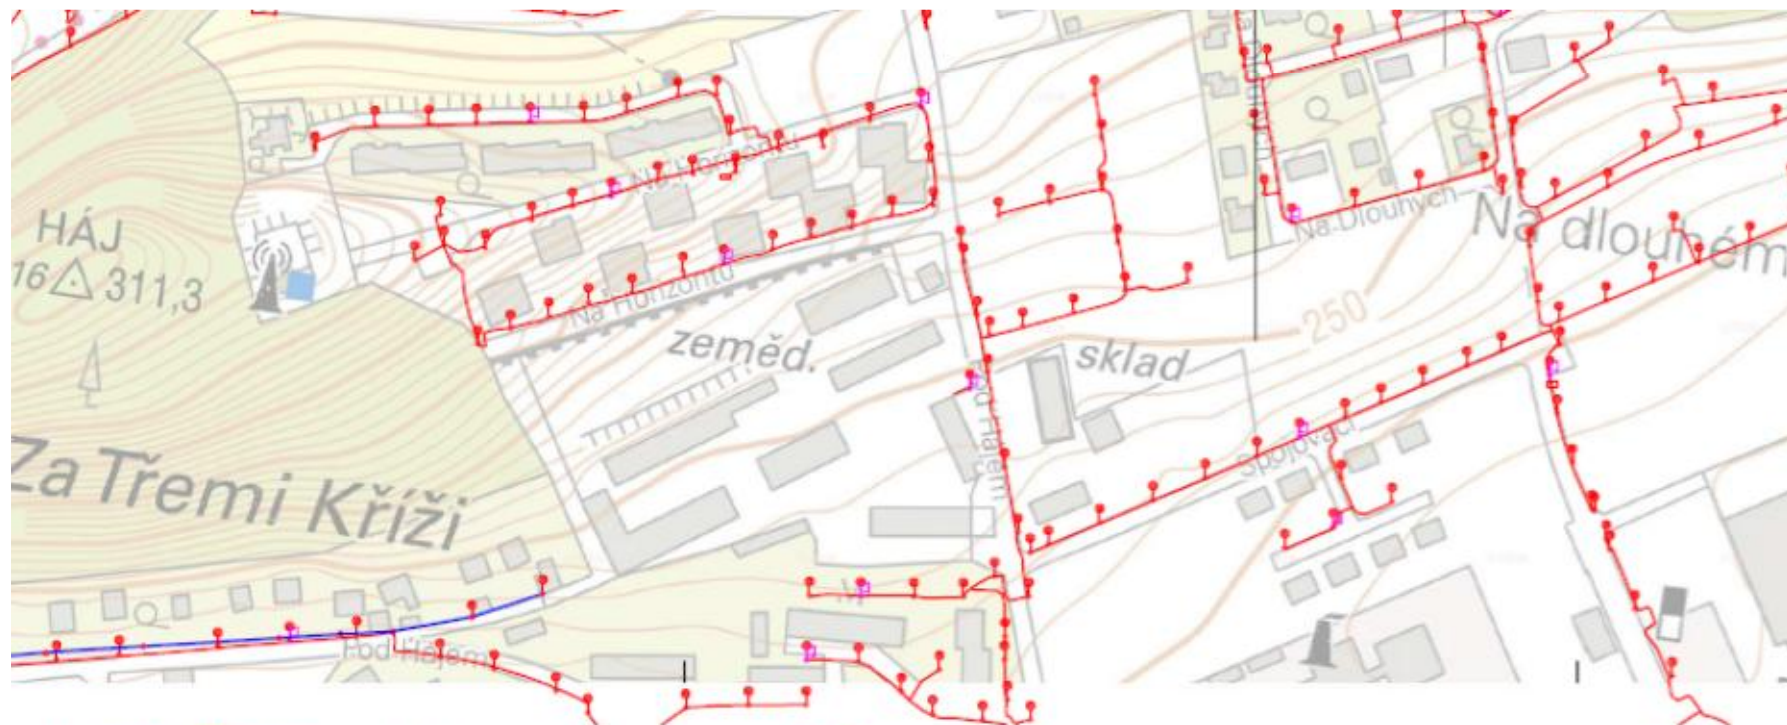 Na Horizontu
HÁJ
16 311,3
Na Dlouhých
Na dlouhém
Na Horizontu
250
zeměd.
sklad
Pod Hájem
Spojovací
Za Třemi Kříži
Pod Hájem